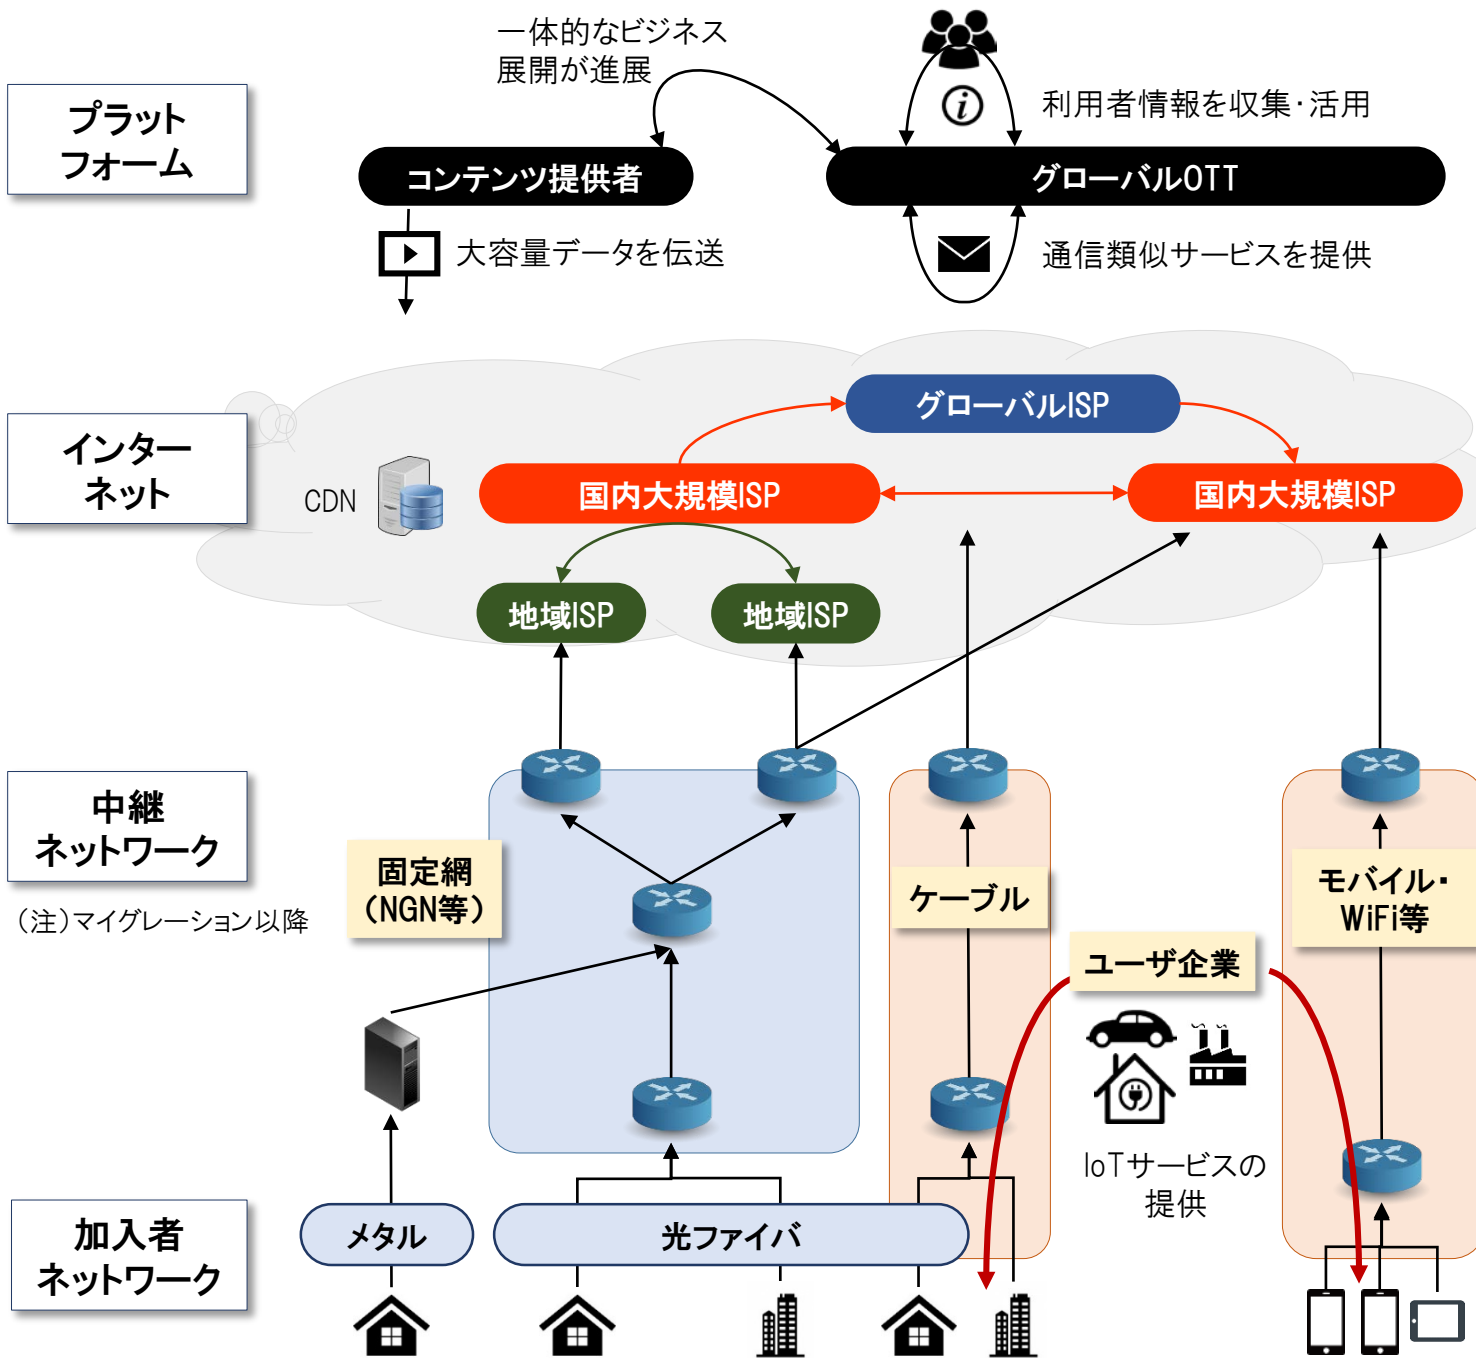 一体的なビジネス
展開が進展
プラット
フォーム
利用者情報を収集・活用
コンテンツ提供者
グローバルOTT
大容量データを伝送
通信類似サービスを提供
インター
ネット
グローバルISP
CDN
国内大規模ISP
国内大規模ISP
地域ISP
地域ISP
中継
ネットワーク
（注）マイグレーション以降
固定網
（NGN等）
ケーブル
モバイル・
WiFi等
ユーザ企業
IoTサービスの
提供
加入者
ネットワーク
メタル
光ファイバ